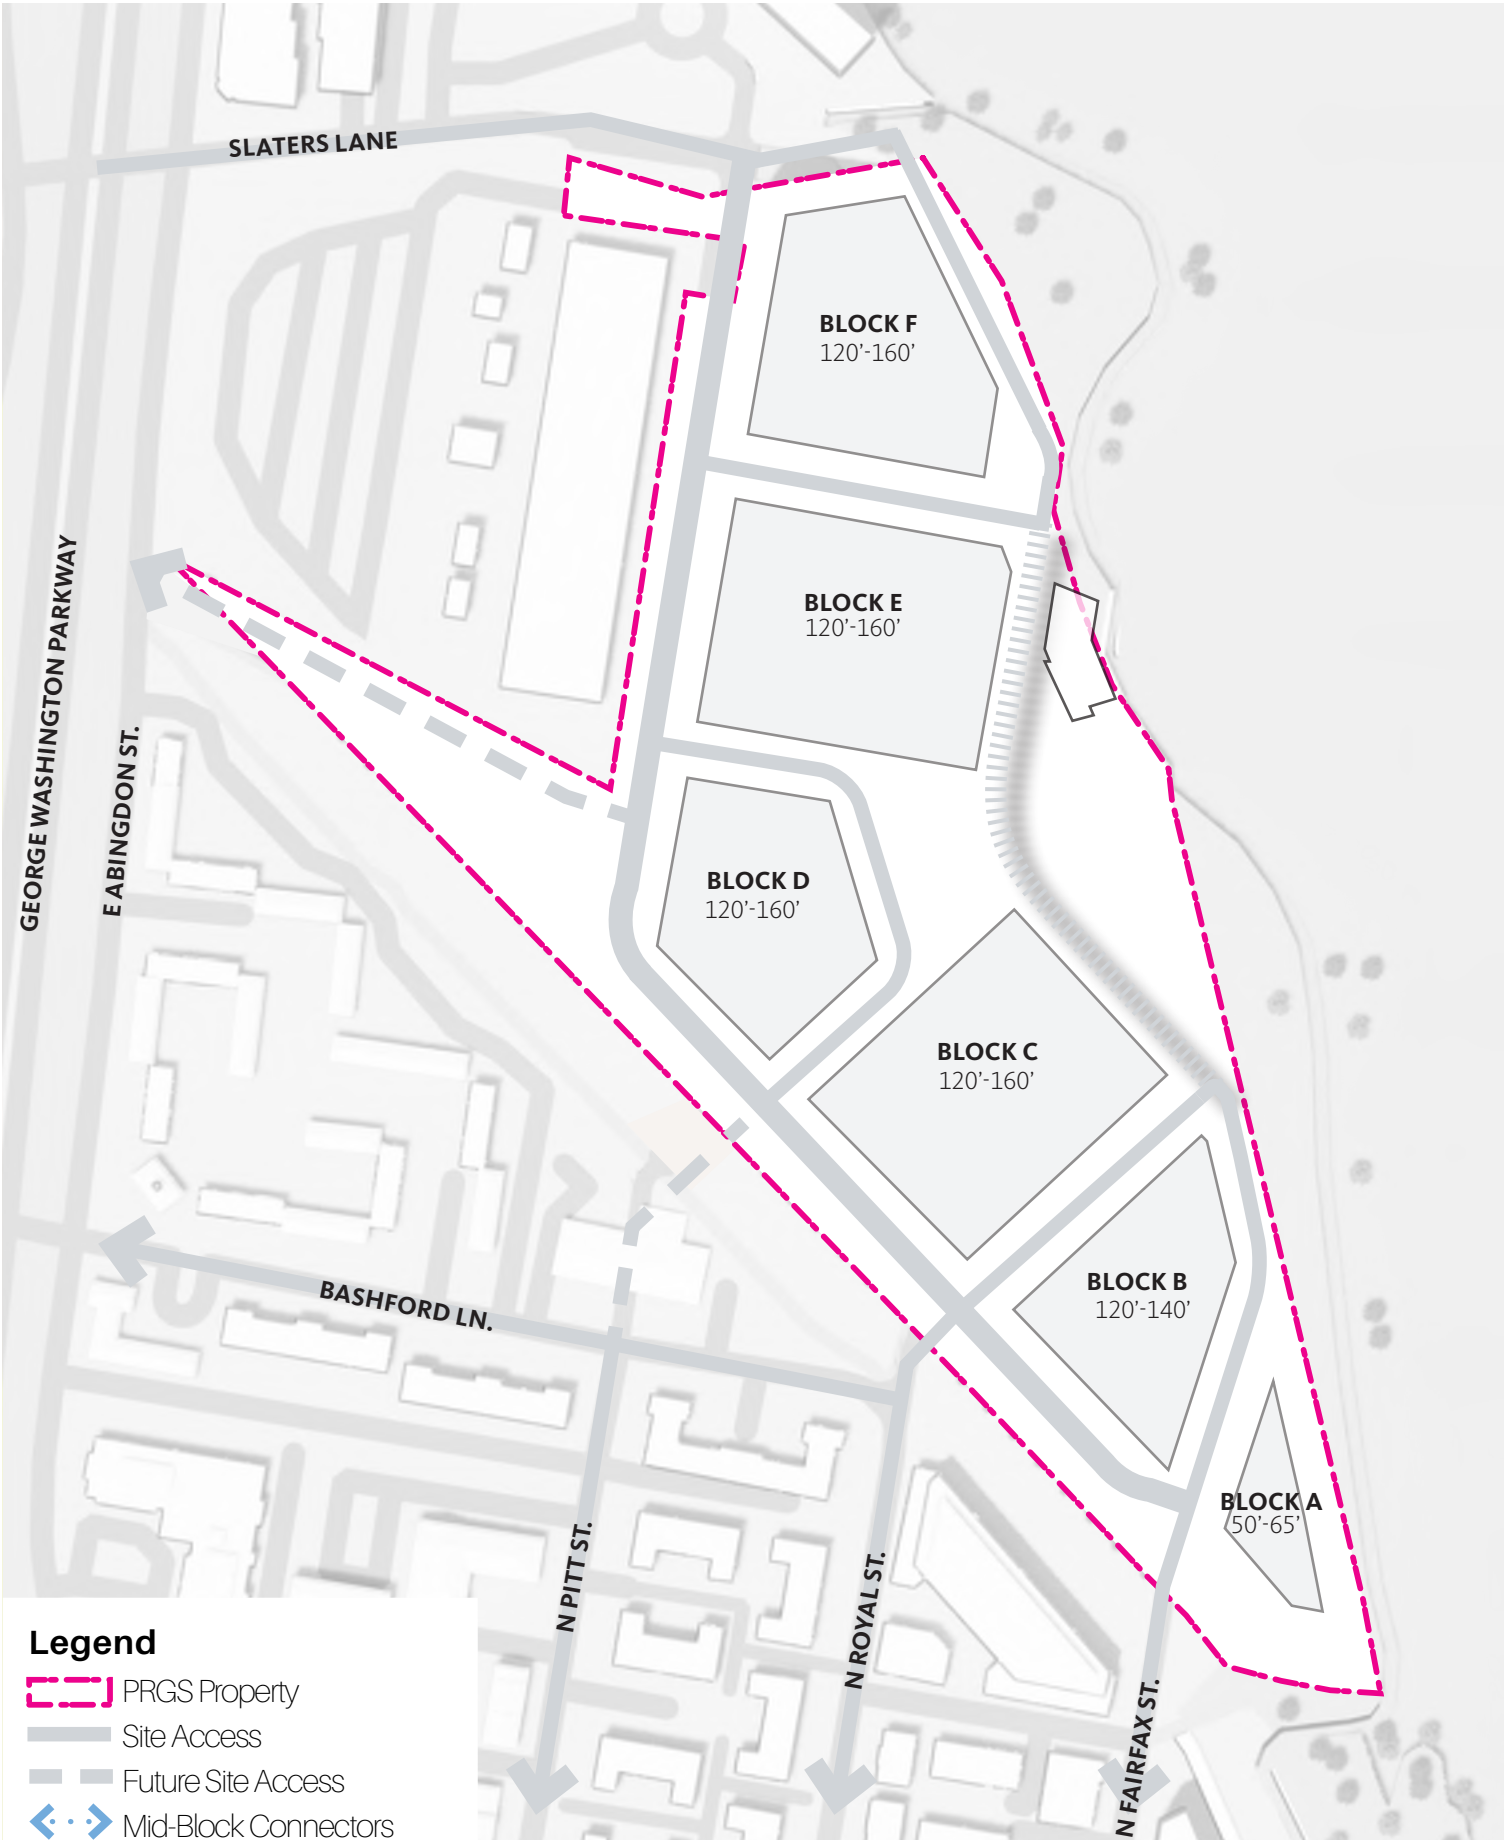 SLATERS LANE
BLOCK F
120’-160’
BLOCK E
120’-160’
GEORGE WASHINGTON PARKWAY
E ABINGDON ST.
BLOCK D
120’-160’
BLOCK C
120’-160’
BLOCK B
120’-140’
BASHFORD LN.
BLOCK A
50’-65’
N PITT ST.
N ROYAL ST.
N FAIRFAX ST.
Legend
PRGS Property
Site Access
Future Site Access
Mid-Block Connectors